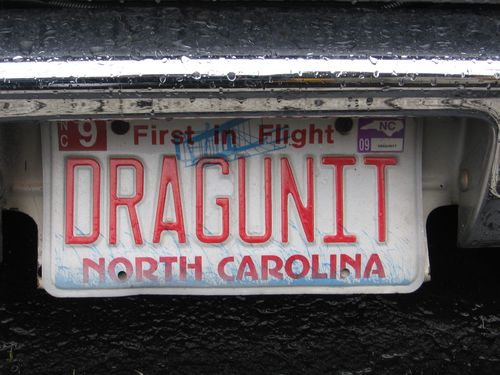 NC 9 First in Flight NC 09
DRAGUNIT
NORTH CAROLINA